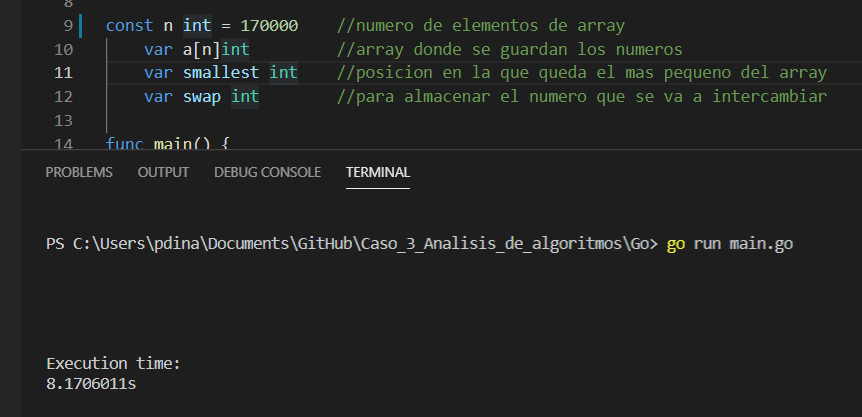 8
9 const n int = 170000 //numero de elementos de array
10 var a[n]int //array donde se guardan los numeros
11 var smallest int //posicion en la que queda el mas pequeno del array
12 var swap int //para almacenar el numero que se va a intercambiar
13
14 func main() {
PROBLEMS OUTPUT DEBUG CONSOLE TERMINAL
PS C:\Users\pdina\Documents\GitHub\Caso_3_Analisis_de_algoritmos\Go> go run main.go
Execution time:
8.1706011s